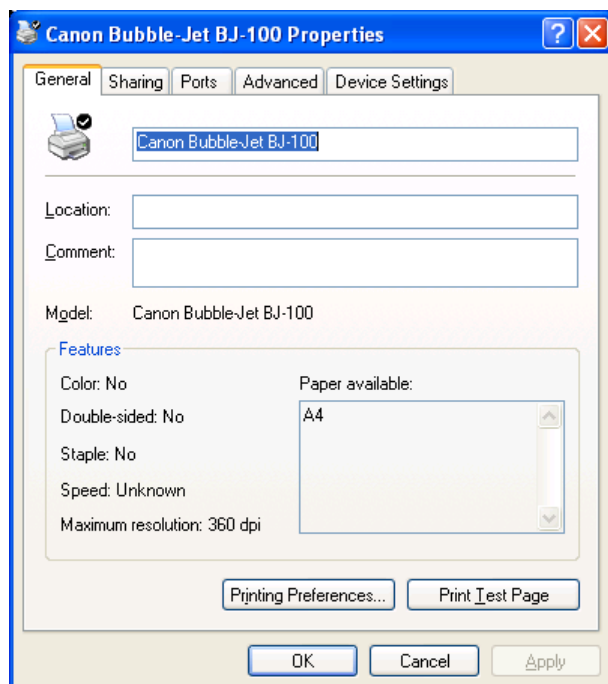 Canon Bubble-Jet BJ-100 Properties
General Sharing Ports Advanced Device Settings
Canon Bubble-Jet BJ-100
Location:
Comment:
Model: Canon Bubble-Jet BJ-100
Features
Color: No Paper available:
Double-sided: No A4
Staple: No
Speed: Unknown
Maximum resolution: 360 dpi
Printing Preferences... Print Test Page
OK Cancel Apply